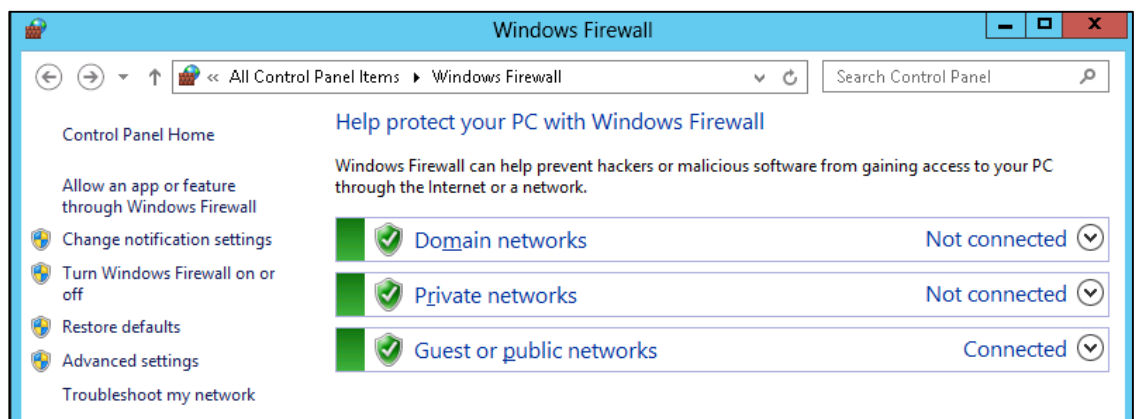 Windows Firewall
« All Control Panel Items ▸ Windows Firewall
Search Control Panel
Control Panel Home
Allow an app or feature
through Windows Firewall
Change notification settings
Turn Windows Firewall on or
off
Restore defaults
Advanced settings
Troubleshoot my network
Help protect your PC with Windows Firewall
Windows Firewall can help prevent hackers or malicious software from gaining access to your PC
through the Internet or a network.
Domain networks Not connected
Private networks Not connected
Guest or public networks Connected